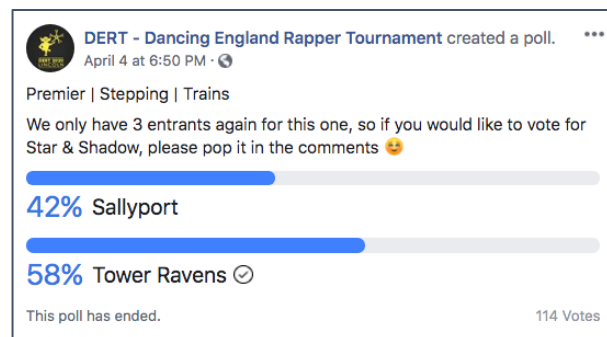 DERT - Dancing England Rapper Tournament created a poll.
April 4 at 6:50 PM ·
Premier | Stepping | Trains
We only have 3 entrants again for this one, so if you would like to vote for
Star & Shadow, please pop it in the comments 😊
42% Sallyport
58% Tower Ravens
This poll has ended. 114 Votes